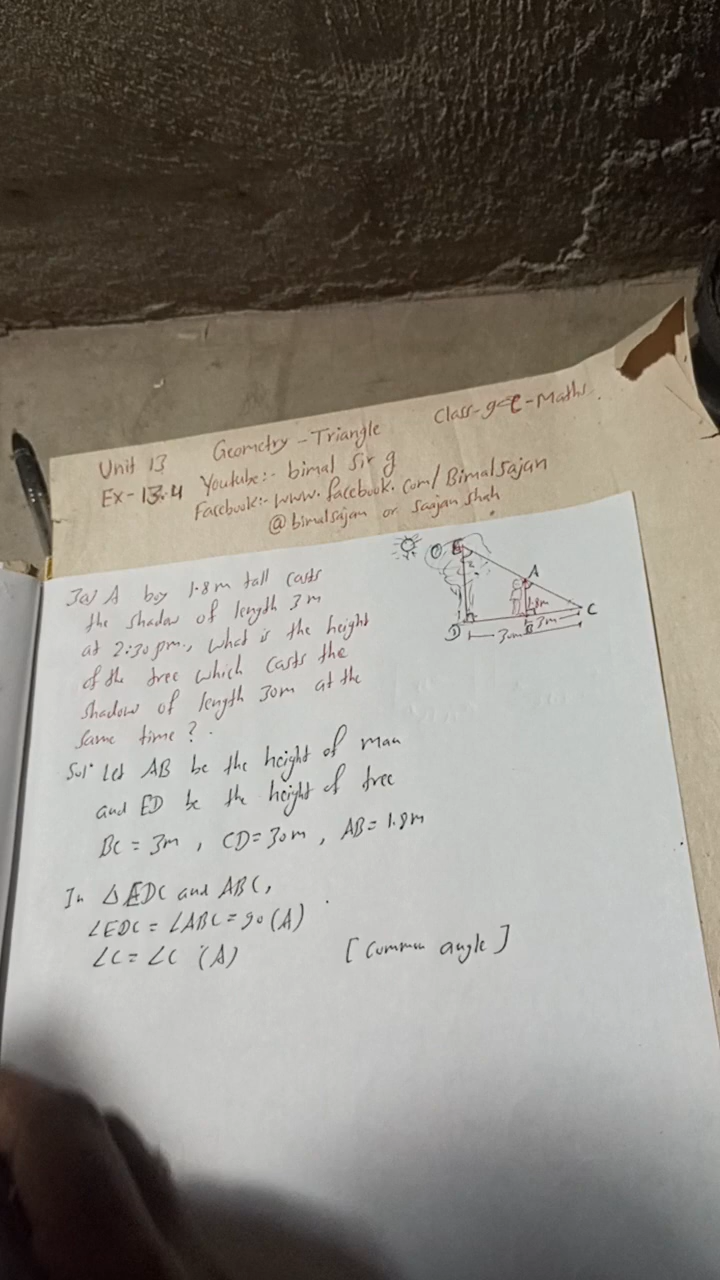 Unit 13 Geometry - Triangle Class-9 - Maths.
Ex-13.4 Youtube:- bimal Sir g
Facebook:- www.facebook.com/Bimalsajan
@bimalsajan or saajan shah
3a) A boy 1.8m tall casts
the shadow of length 3m
at 2:30 pm., what is the height
of the tree which casts the
shadow of length 30m at the
same time?
A
1.8m
C
D
B
3m
30m
Solⁿ Let AB be the height of man
and ED be the height of tree
BC = 3m, CD = 30m, AB = 1.8m
In △EDC and ABC,
∠EDC = ∠ABC = 90 (A)
∠C = ∠C (A) [Common angle]